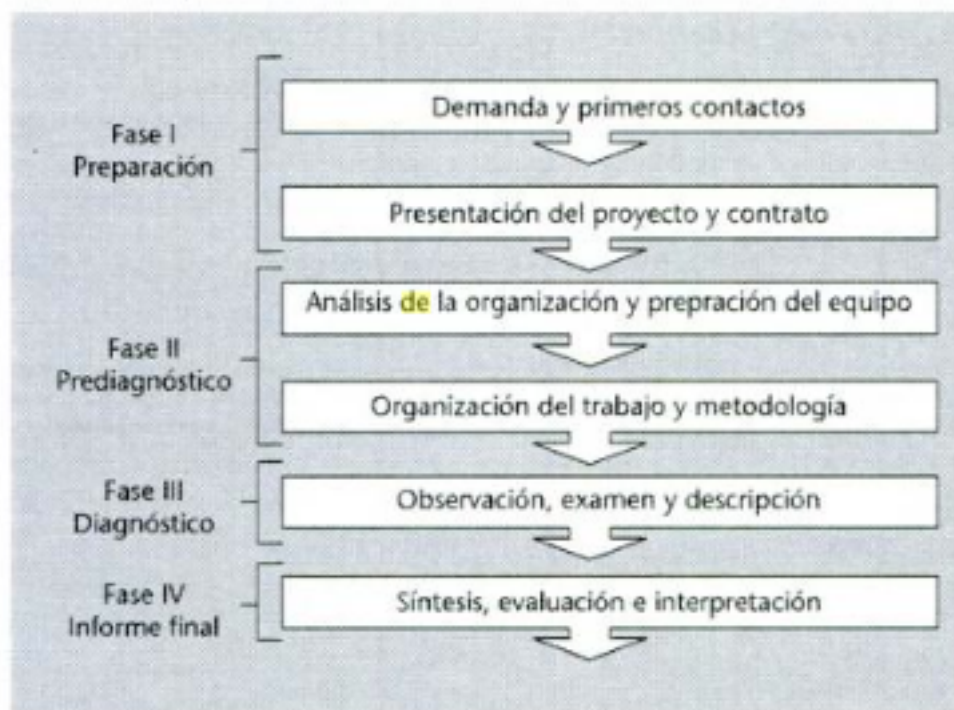 Fase I
Preparación
Demanda y primeros contactos
Presentación del proyecto y contrato
Fase II
Prediagnóstico
Análisis de la organización y prepración del equipo
Organización del trabajo y metodología
Fase III
Diagnóstico
Observación, examen y descripción
Fase IV
Informe final
Síntesis, evaluación e interpretación